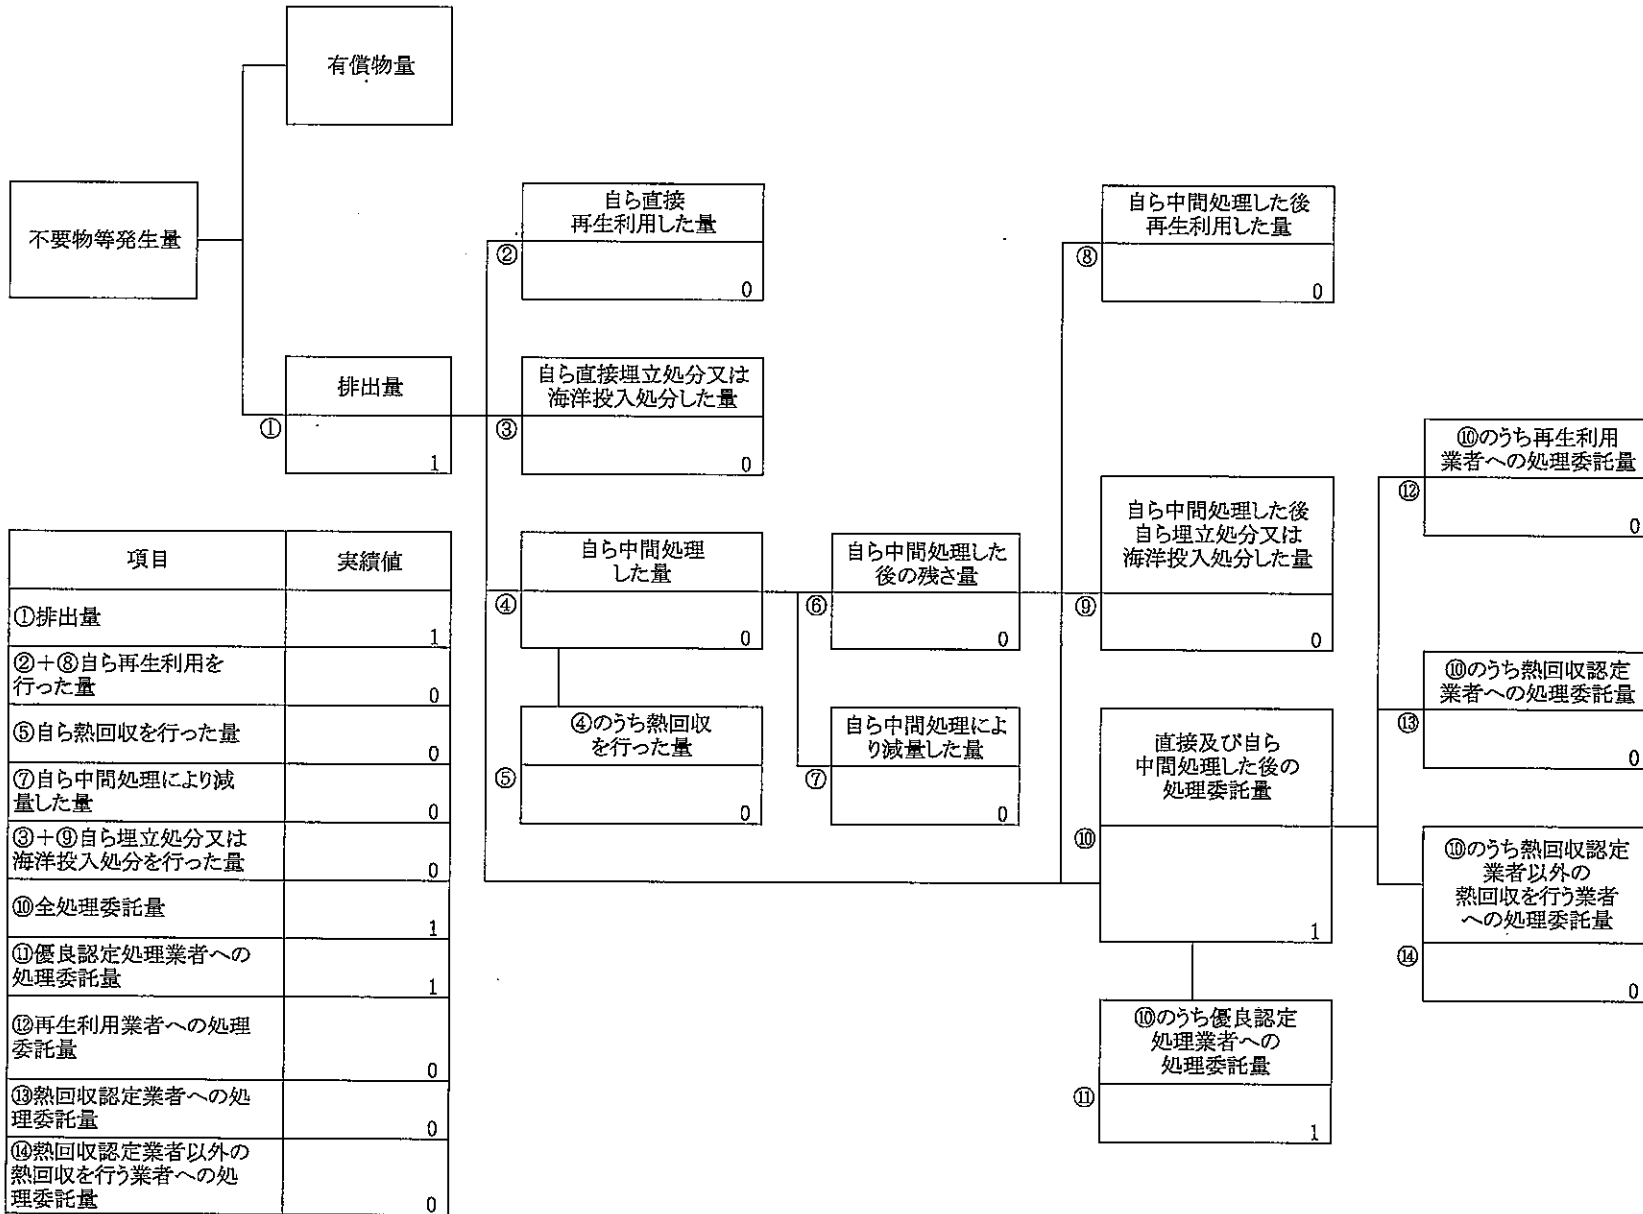 有償物量
不要物等発生量
排出量
①
1
自ら直接
再生利用した量
②
0
自ら直接埋立処分又は
海洋投入処分した量
③
0
自ら中間処理
した量
④
0
④のうち熱回収
を行った量
⑤
0
自ら中間処理した
後の残さ量
⑥
0
自ら中間処理によ
り減量した量
⑦
0
自ら中間処理した後
再生利用した量
⑧
0
自ら中間処理した後
自ら埋立処分又は
海洋投入処分した量
⑨
0
直接及び自ら
中間処理した後の
処理委託量
⑩
1
⑩のうち優良認定
処理業者への
処理委託量
⑪
1
⑩のうち再生利用
業者への処理委託量
⑫
0
⑩のうち熱回収認定
業者への処理委託量
⑬
0
⑩のうち熱回収認定
業者以外の
熱回収を行う業者
への処理委託量
⑭
0
項目 実績値
①排出量
1
②+⑧自ら再生利用を
行った量 0
⑤自ら熱回収を行った量
0
⑦自ら中間処理により減
量した量 0
③+⑨自ら埋立処分又は
海洋投入処分を行った量 0
⑩全処理委託量
1
⑪優良認定処理業者への
処理委託量 1
⑫再生利用業者への処理
委託量
0
⑬熱回収認定業者への処
理委託量 0
⑭熱回収認定業者以外の
熱回収を行う業者への処
理委託量 0